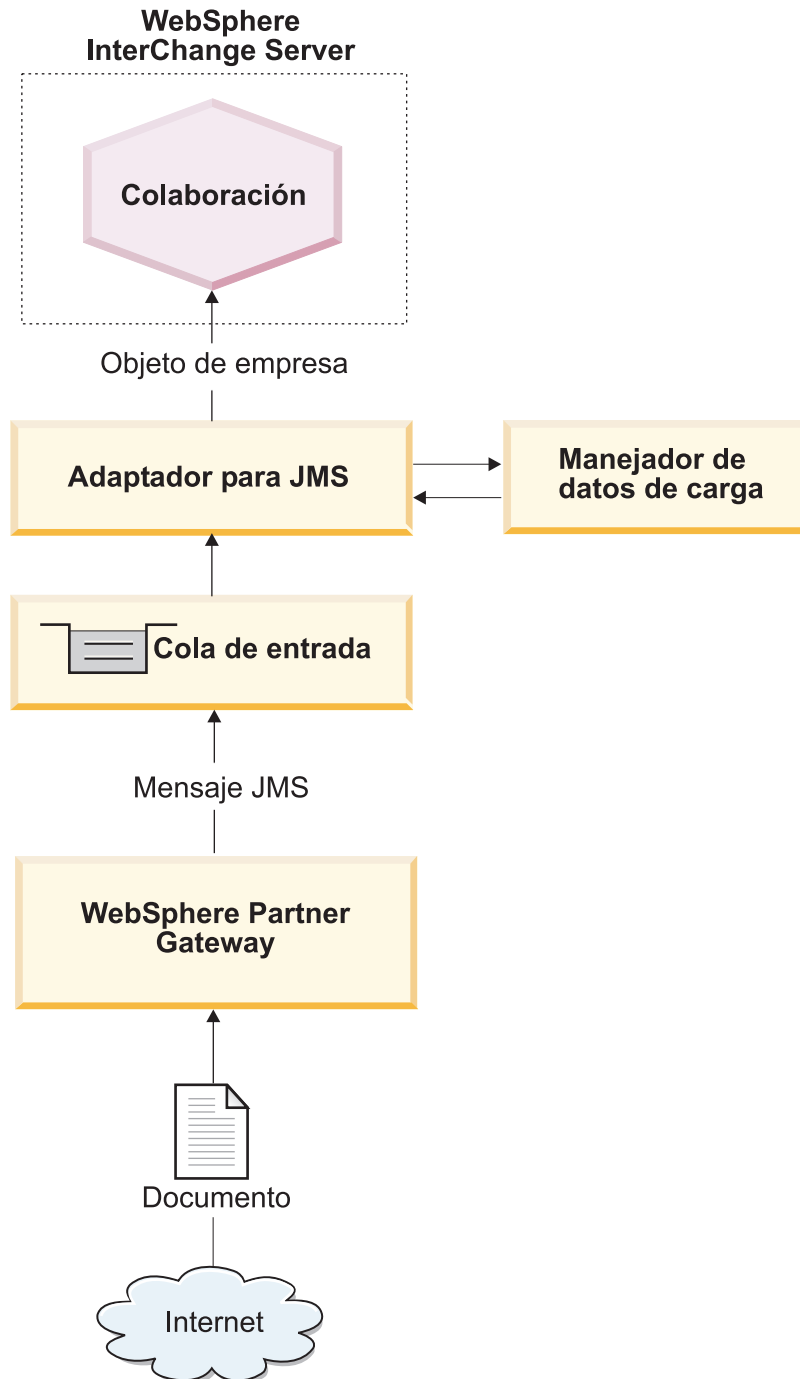 WebSphere
InterChange Server
Colaboración
Objeto de empresa
Adaptador para JMS
Manejador de
datos de carga
Cola de entrada
Mensaje JMS
WebSphere Partner
Gateway
Documento
Internet